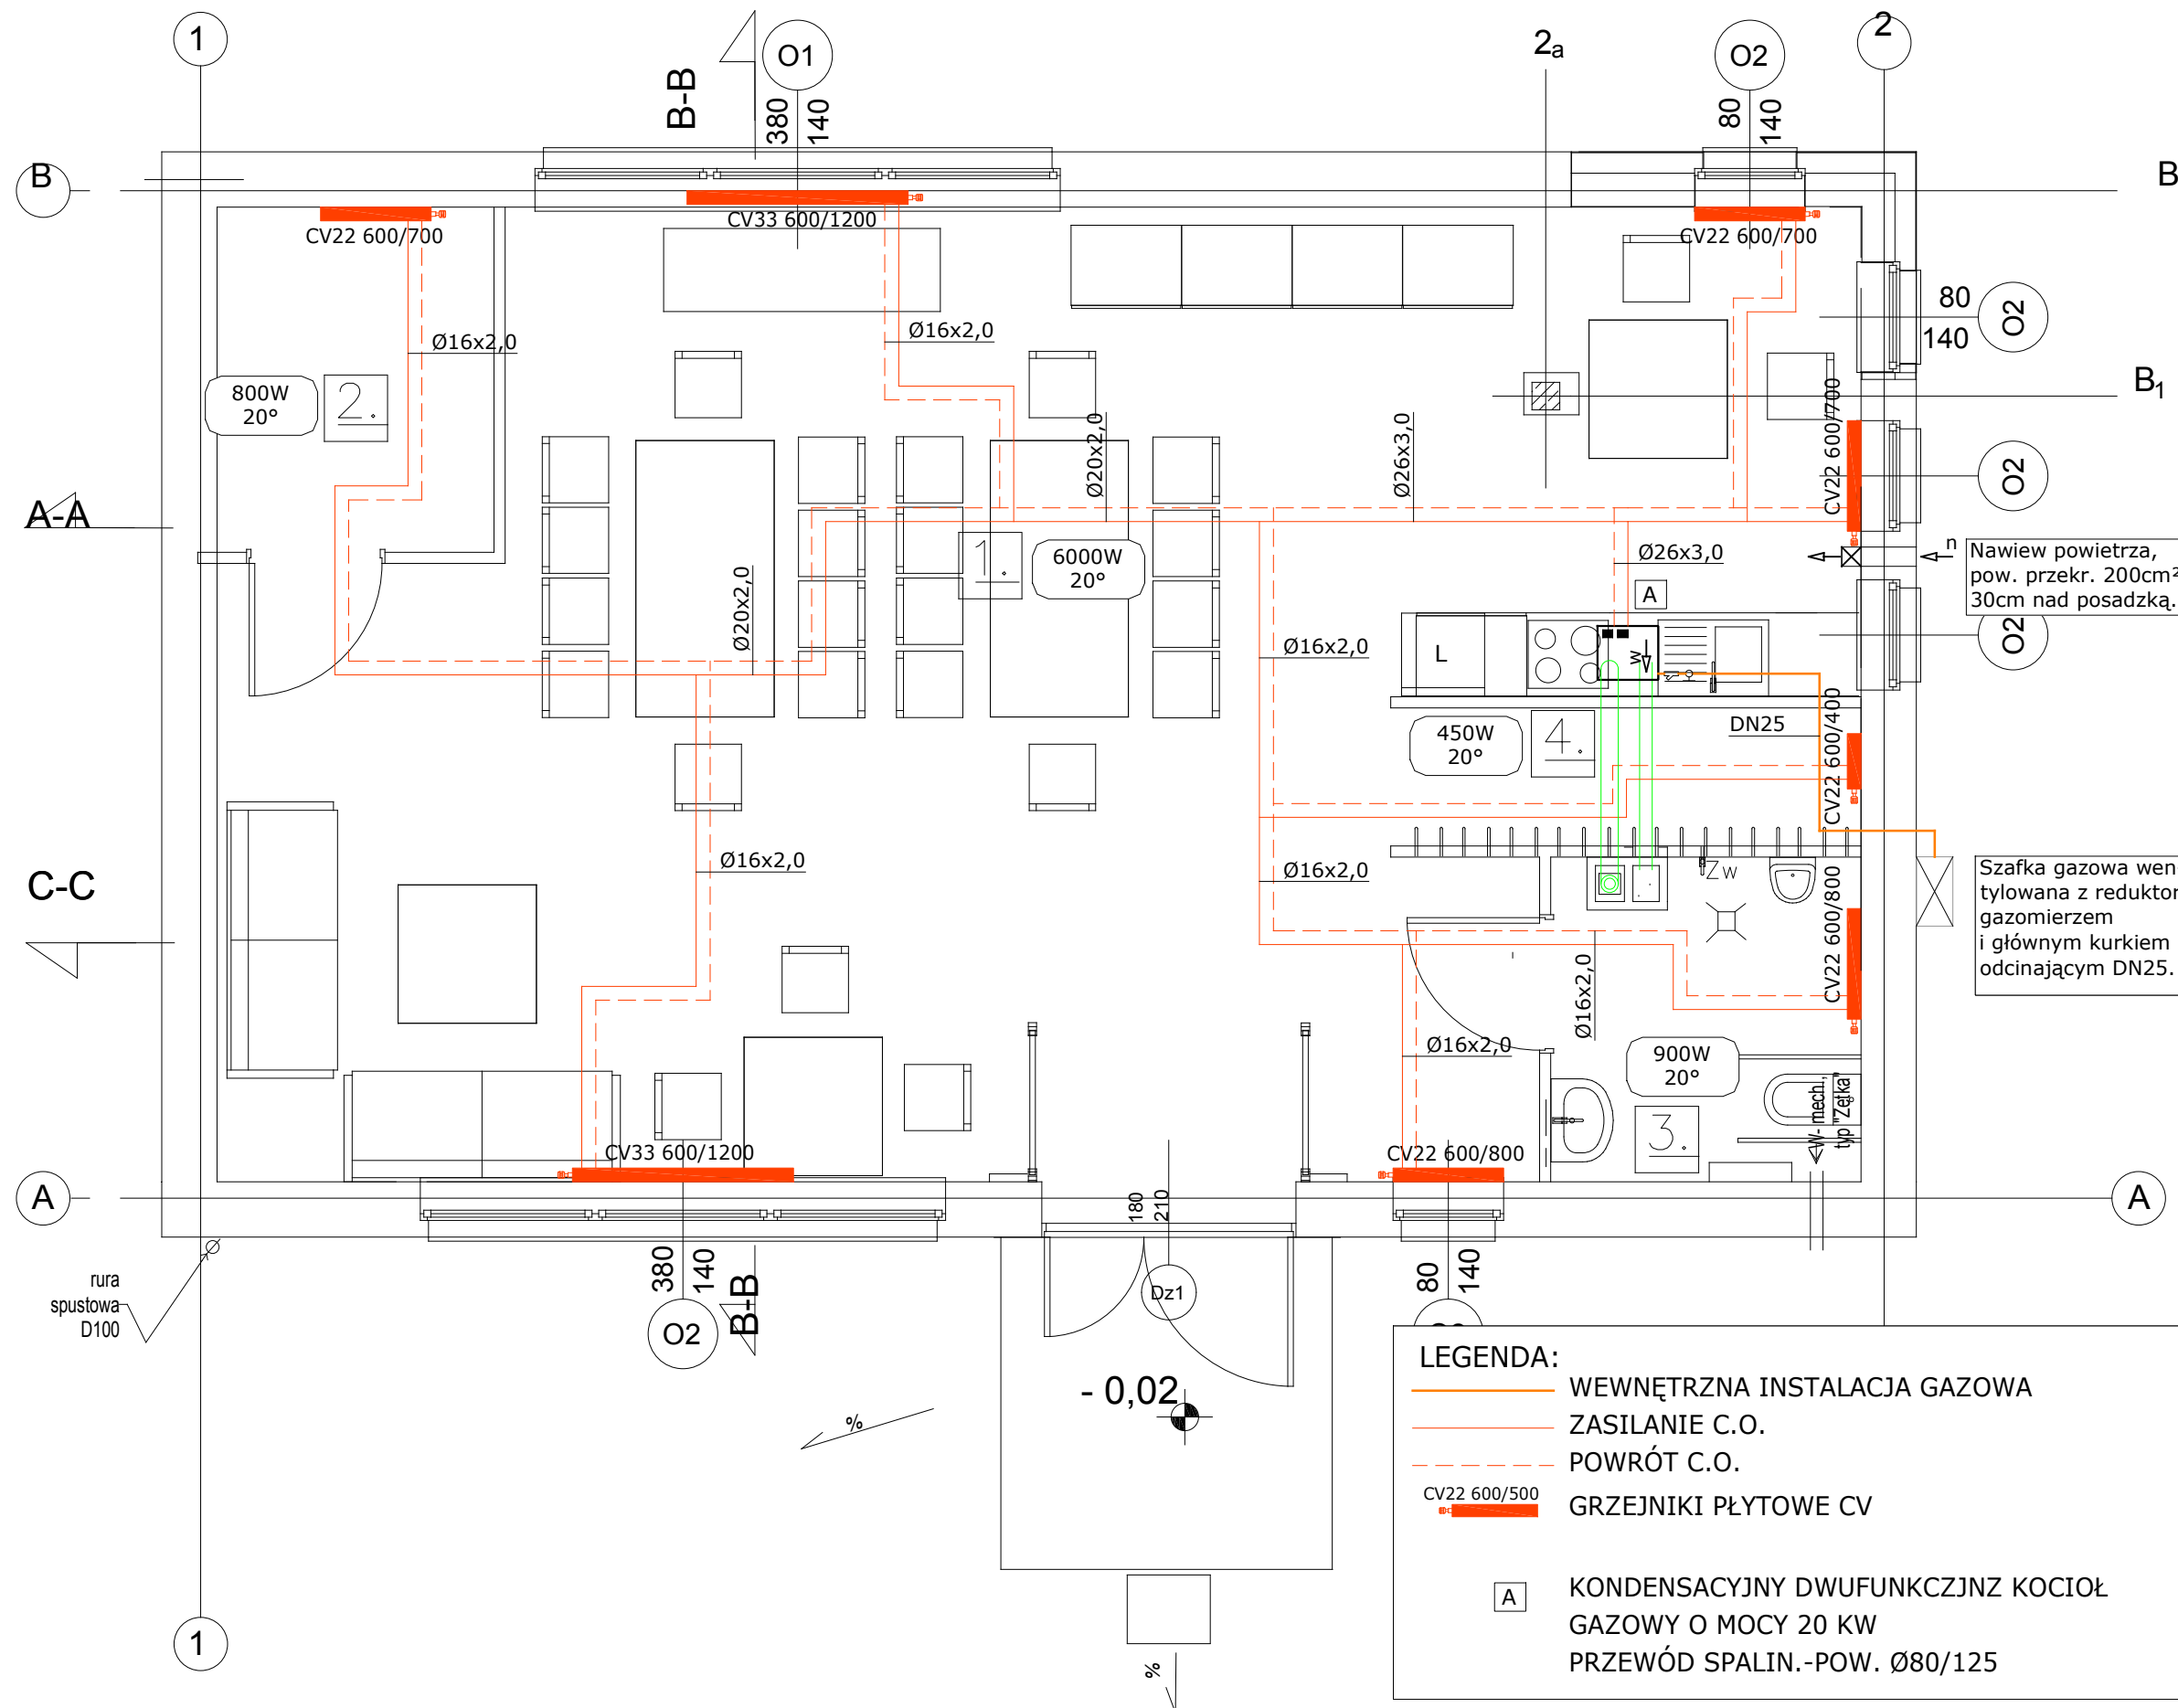 1
B-B
O1
380
140
2a
O2
80
140
2
B
B
CV22 600/700
CV33 600/1200
CV22 600/700
Ø16x2,0
Ø16x2,0
80
140
O2
800W
20°
2.
B1
CV22 600/700
Ø20x2,0
Ø26x3,0
O2
A-A
1.
6000W
20°
Ø26x3,0
n
Nawiew powietrza,
pow. przekr. 200cm²
30cm nad posadzką.
A
Ø20x2,0
Ø16x2,0
L
W
O2
450W
20°
4.
DN25
CV22 600/400
Ø16x2,0
Ø16x2,0
Zw
C-C
CV22 600/800
Szafka gazowa wen-
tylowana z reduktor
gazomierzem
i głównym kurkiem
odcinającym DN25.
Ø16x2,0
Ø16x2,0
900W
20°
W- mech.,
typ "Zetka"
3.
CV33 600/1200
CV22 600/800
A
A
180
210
380
140
B-B
80
140
rura
spustowa
D100
Dz1
O2
- 0,02
%
%
LEGENDA:
WEWNĘTRZNA INSTALACJA GAZOWA
ZASILANIE C.O.
POWRÓT C.O.
CV22 600/500
GRZEJNIKI PŁYTOWE CV
A
KONDENSACYJNY DWUFUNKCZJNZ KOCIOŁ
GAZOWY O MOCY 20 KW
PRZEWÓD SPALIN.-POW. Ø80/125
1